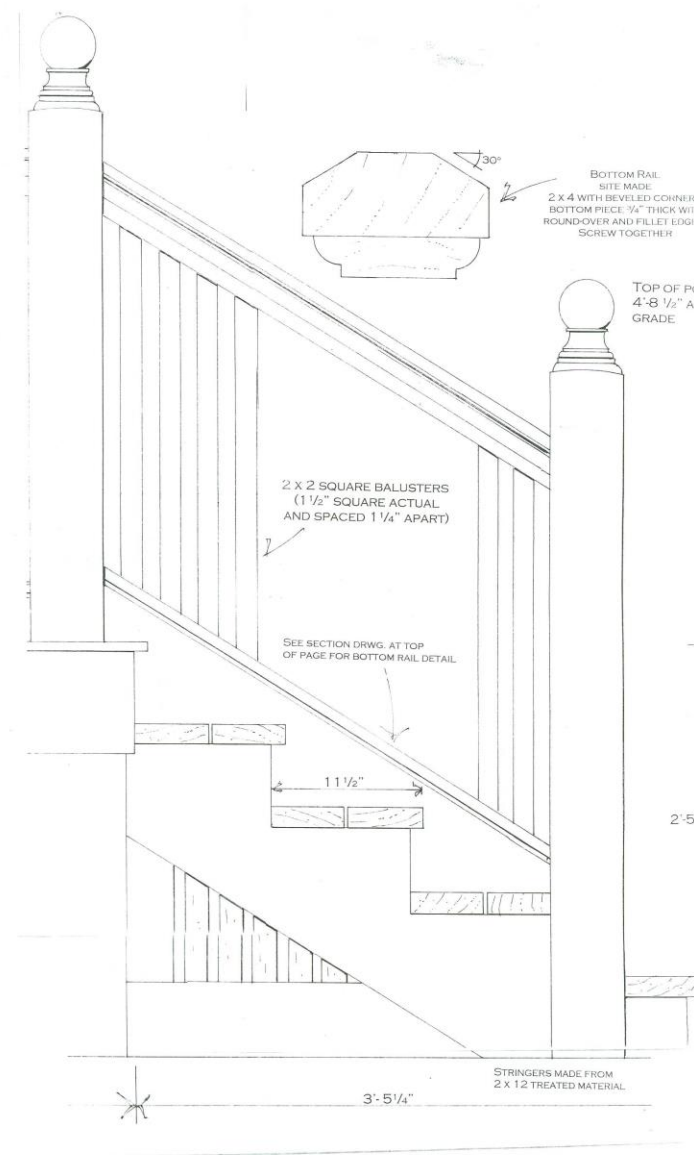 30°
BOTTOM RAIL
SITE MADE
2 X 4 WITH BEVELED CORNER
BOTTOM PIECE 3/4" THICK WIT
ROUND-OVER AND FILLET EDGI
SCREW TOGETHER
TOP OF PO
4'-8 1/2" A
GRADE
2 X 2 SQUARE BALUSTERS
(1 1/2" SQUARE ACTUAL
AND SPACED 1 1/4" APART)
SEE SECTION DRWG. AT TOP
OF PAGE FOR BOTTOM RAIL DETAIL
11 1/2"
2'-5
STRINGERS MADE FROM
2 X 12 TREATED MATERIAL
3'- 5 1/4"